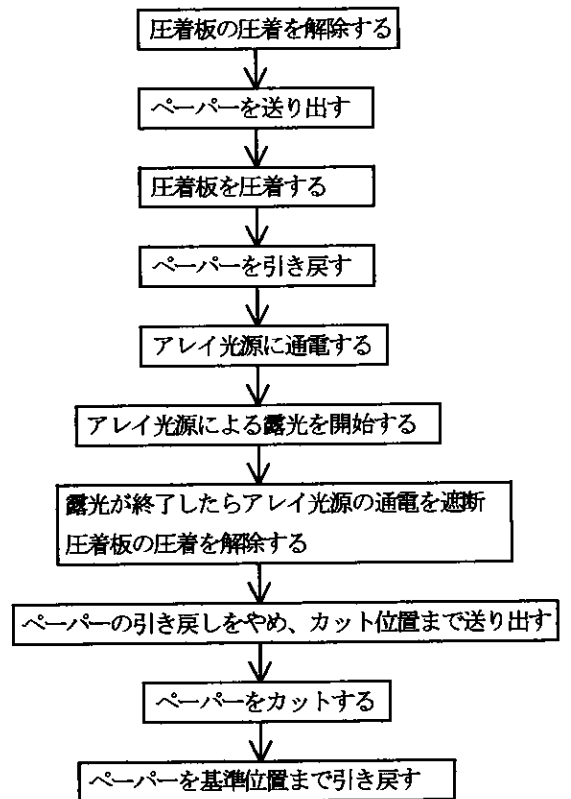 圧着板の圧着を解除する
ペーパーを送り出す
圧着板を圧着する
ペーパーを引き戻す
アレイ光源に通電する
アレイ光源による露光を開始する
露光が終了したらアレイ光源の通電を遮断
圧着板の圧着を解除する
ペーパーの引き戻しをやめ、カット位置まで送り出す
ペーパーをカットする
ペーパーを基準位置まで引き戻す